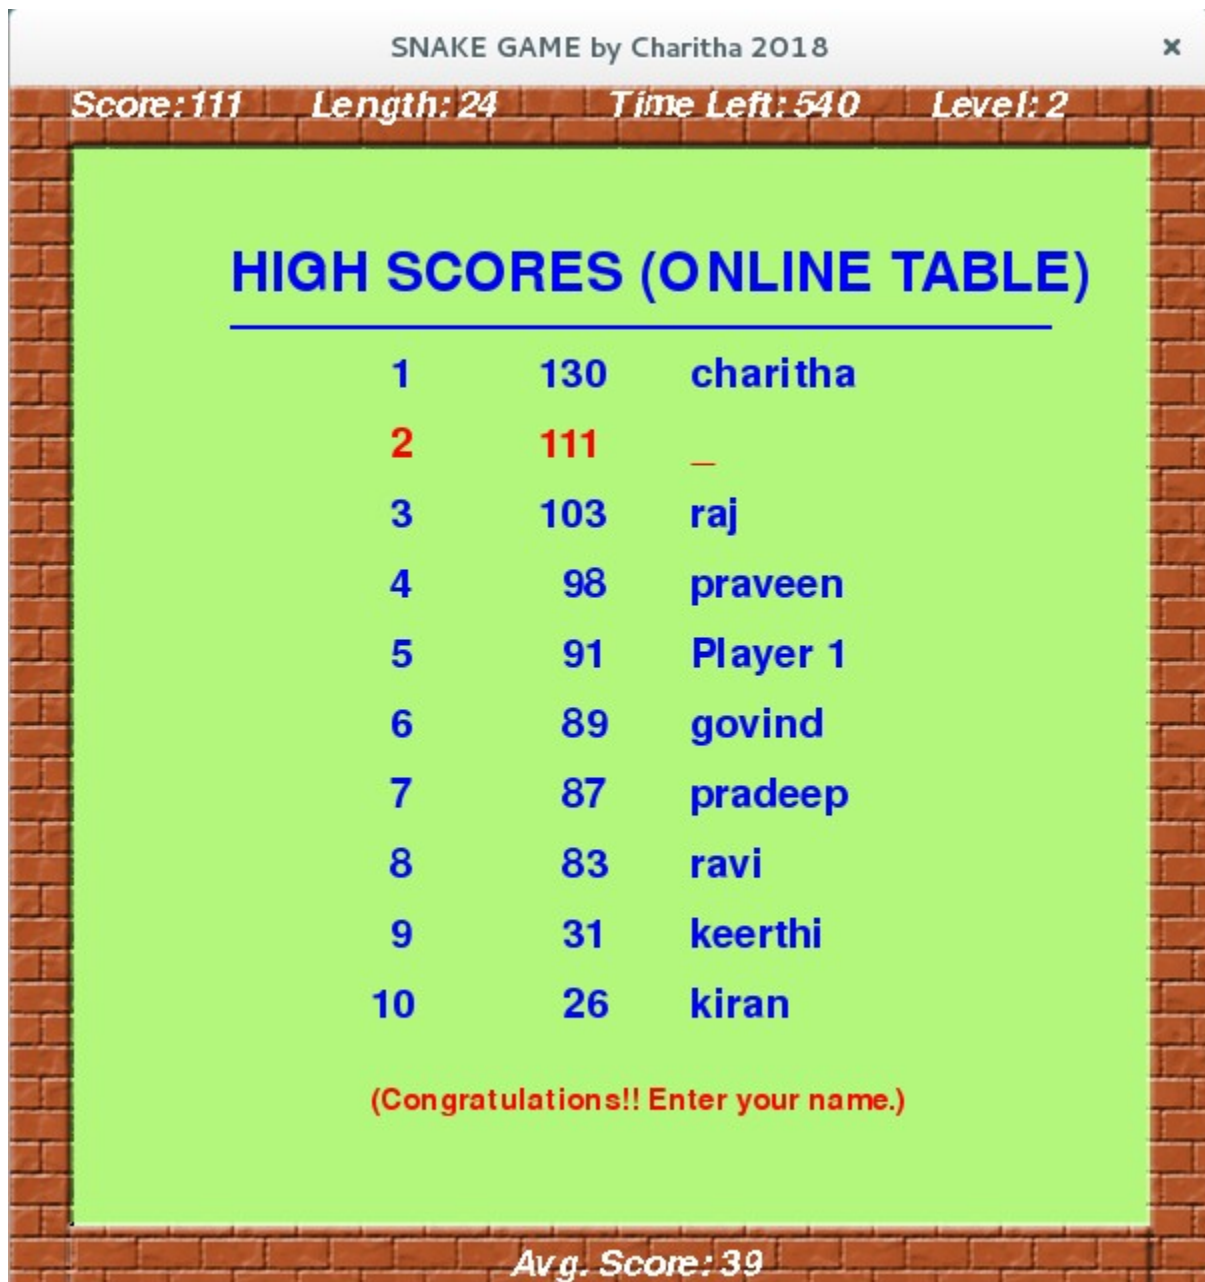 SNAKE GAME by Charitha 2018 ×
Score:111 Length:24 Time Left:540 Level:2
HIGH SCORES (ONLINE TABLE)
1 130 charitha
2 111 _
3 103 raj
4 98 praveen
5 91 Player 1
6 89 govind
7 87 pradeep
8 83 ravi
9 31 keerthi
10 26 kiran
(Congratulations!! Enter your name.)
Avg. Score:39